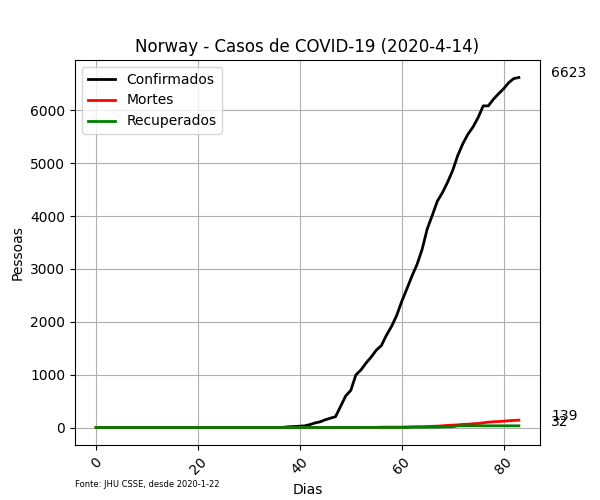 Norway - Casos de COVID-19 (2020-4-14)
Confirmados
Mortes
Recuperados
6623
6000
5000
4000
3000
2000
1000
0
139
32
Pessoas
0 20 40 60 80
Dias
Fonte: JHU CSSE, desde 2020-1-22